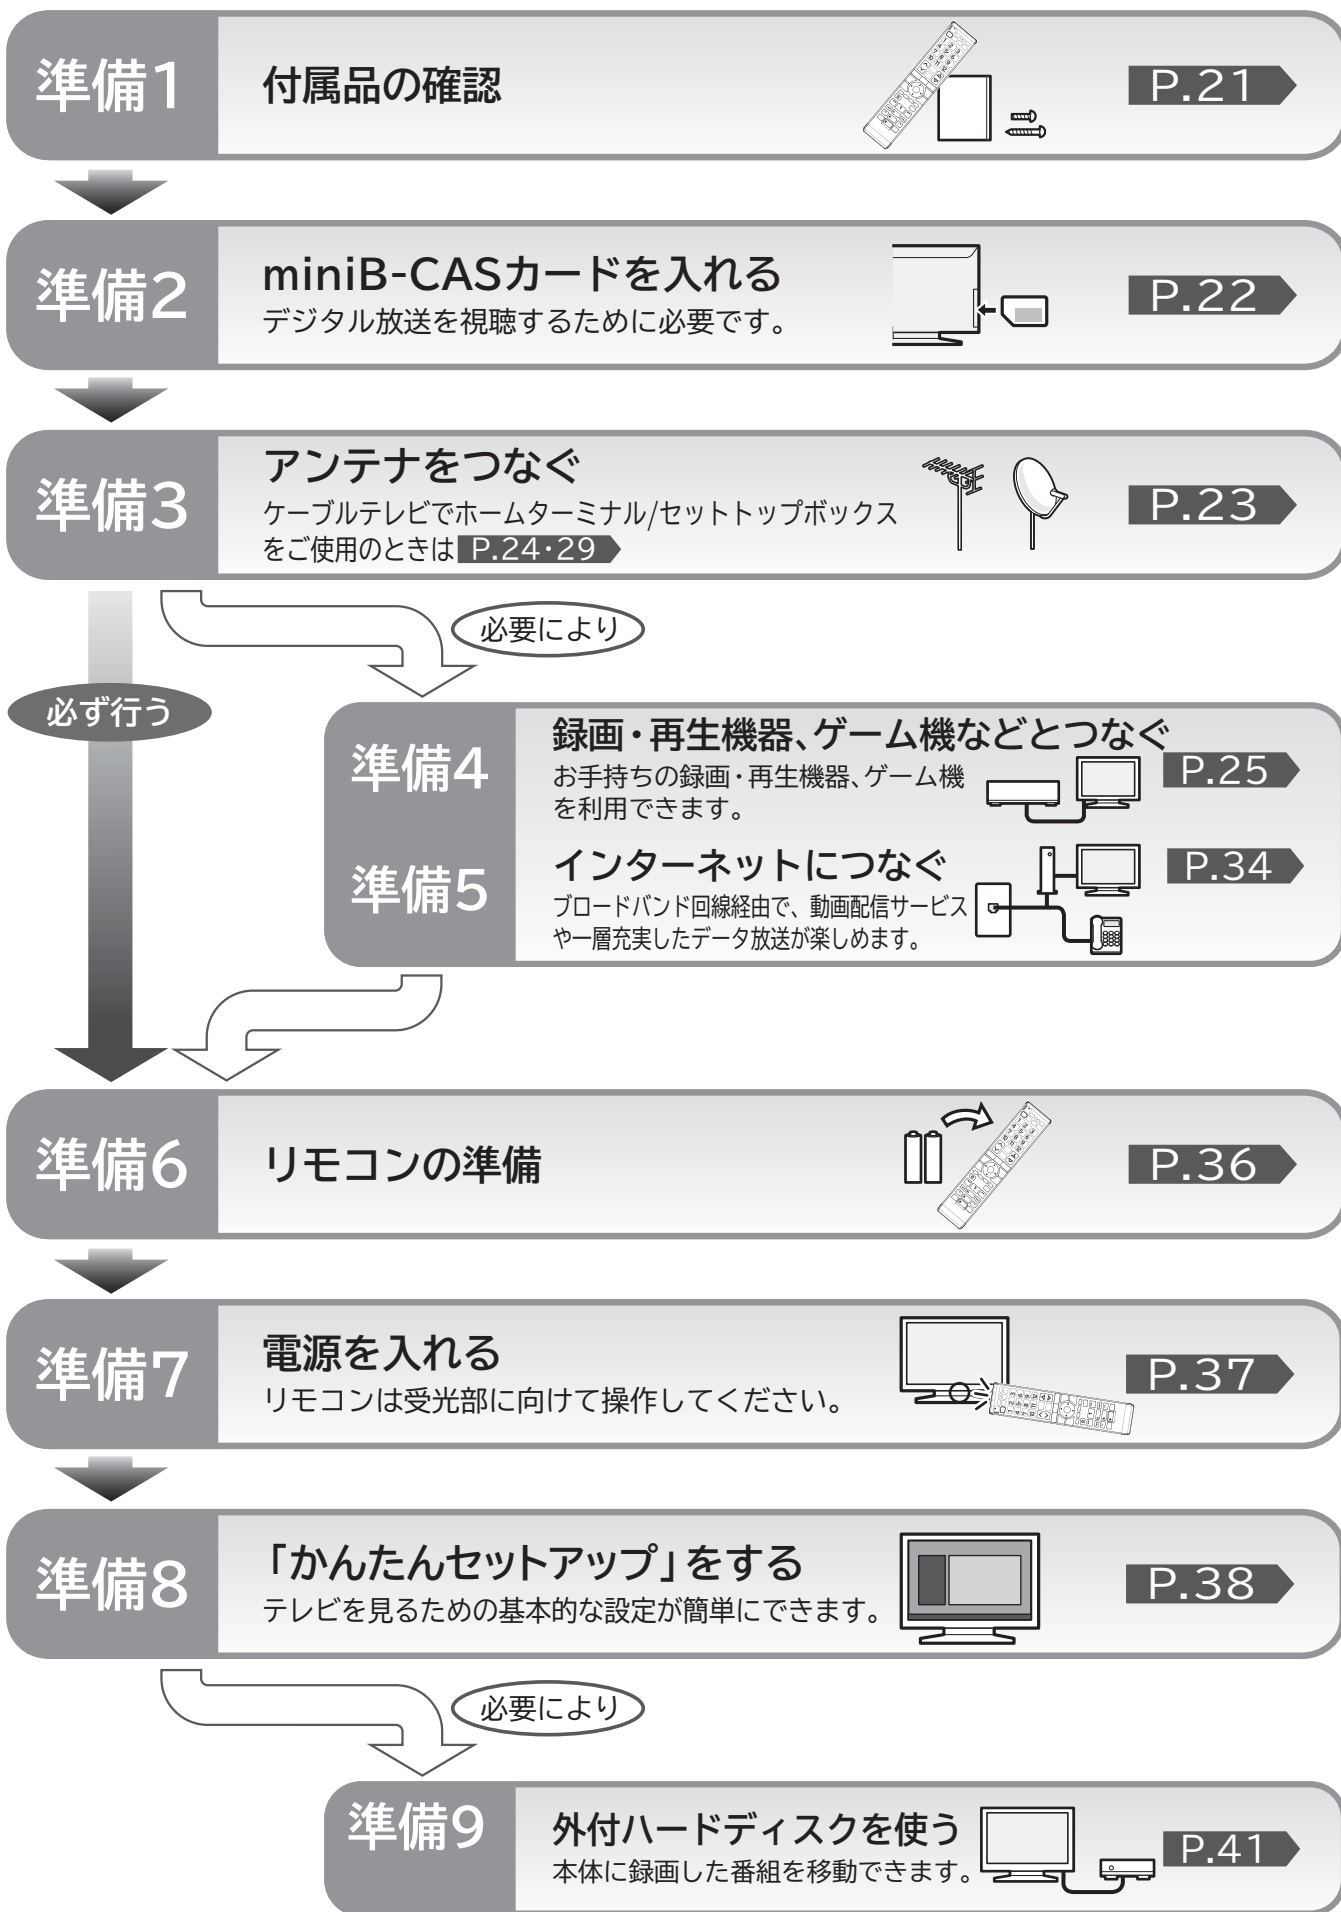 準備1
付属品の確認
P.21
準備2
miniB-CASカードを入れる
デジタル放送を視聴するために必要です。
P.22
準備3
アンテナをつなぐ
ケーブルテレビでホームターミナル/セットトップボックス
をご使用のときは P.24・29
P.23
必要により
必ず行う
準備4
録画・再生機器、ゲーム機などとつなぐ
お手持ちの録画・再生機器、ゲーム機
を利用できます。
P.25
準備5
インターネットにつなぐ
ブロードバンド回線経由で、動画配信サービス
や一層充実したデータ放送が楽しめます。
P.34
準備6
リモコンの準備
P.36
準備7
電源を入れる
リモコンは受光部に向けて操作してください。
P.37
準備8
「かんたんセットアップ」をする
テレビを見るための基本的な設定が簡単にできます。
P.38
必要により
準備9
外付ハードディスクを使う
本体に録画した番組を移動できます。
P.41